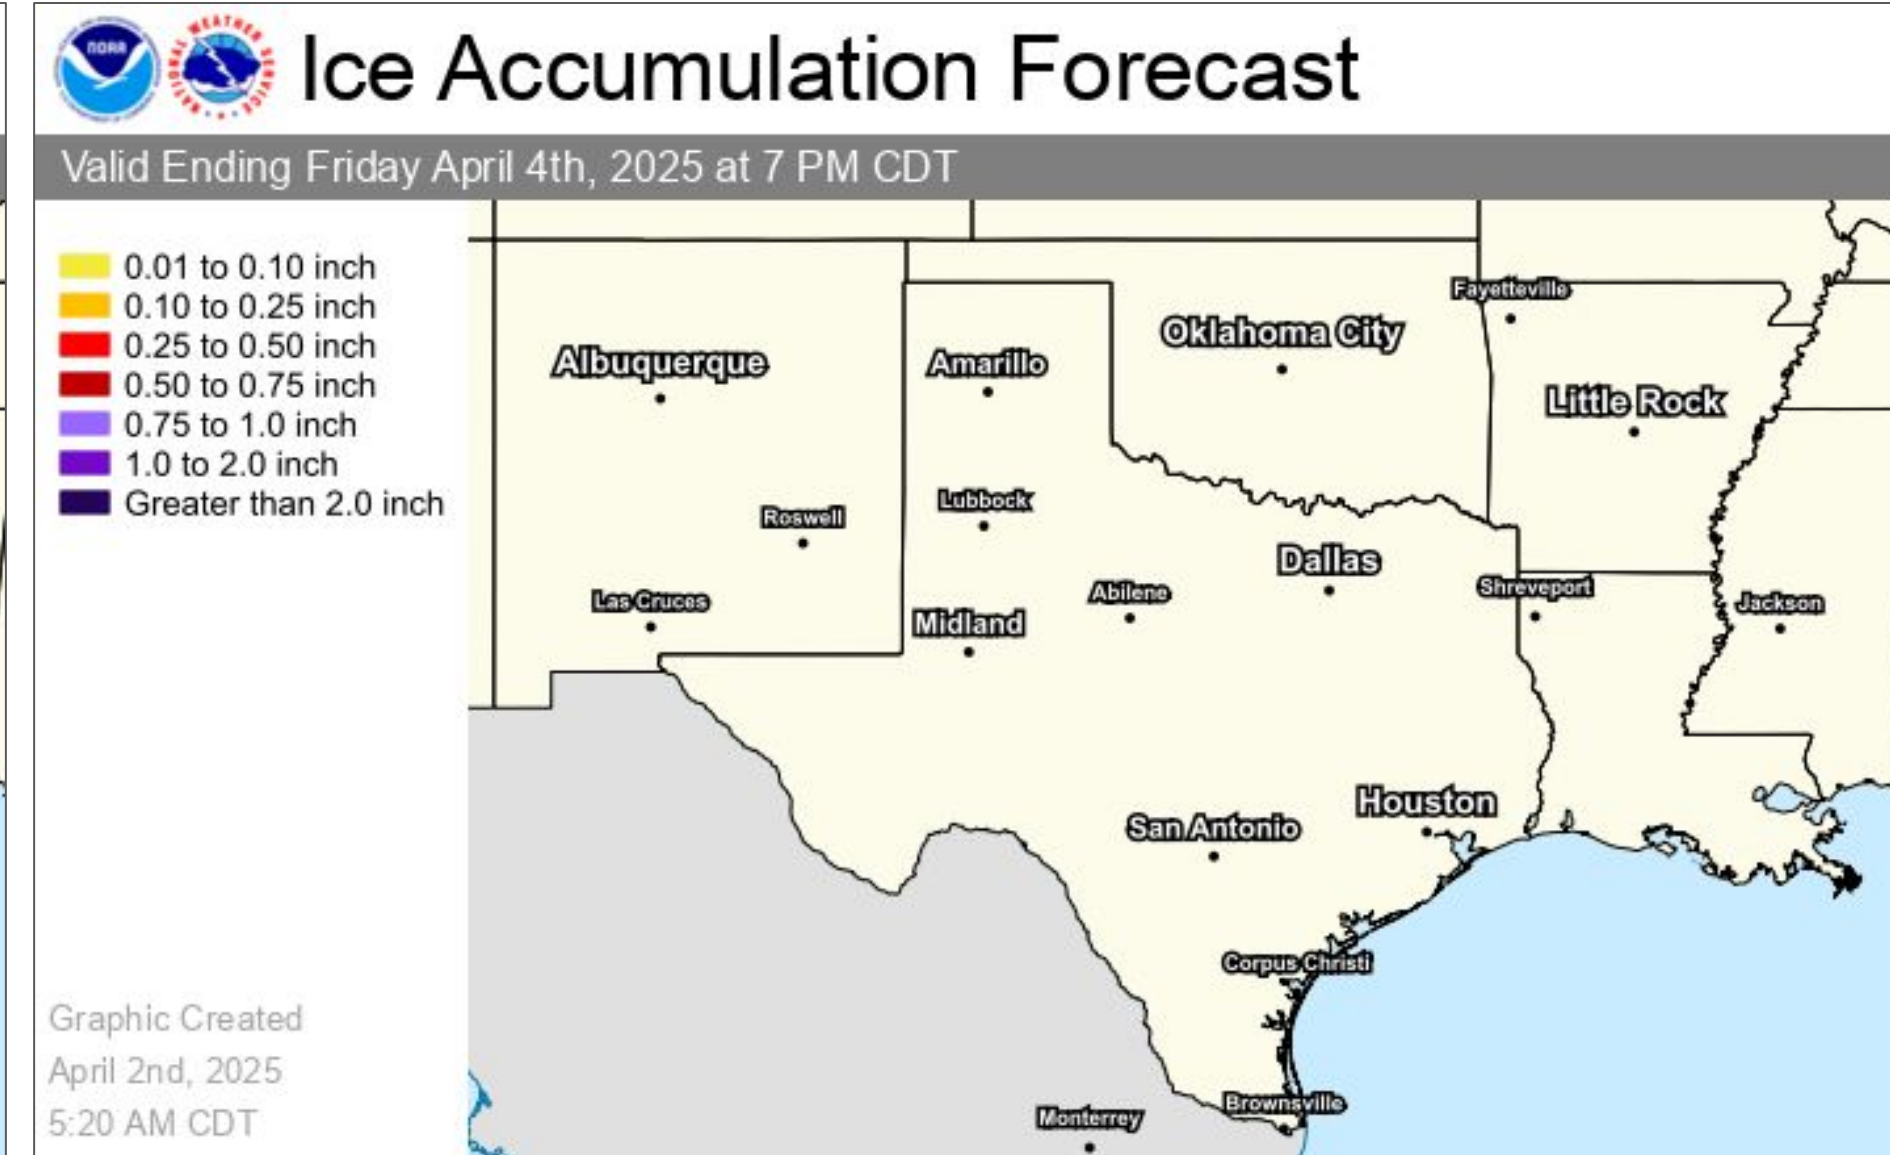 NOAA
NATIONAL WEATHER SERVICE
Ice Accumulation Forecast
Valid Ending Friday April 4th, 2025 at 7 PM CDT
0.01 to 0.10 inch
0.10 to 0.25 inch
0.25 to 0.50 inch
0.50 to 0.75 inch
0.75 to 1.0 inch
1.0 to 2.0 inch
Greater than 2.0 inch
Fayetteville
Oklahoma City
Albuquerque
Amarillo
Little Rock
Lubbock
Roswell
Dallas
Shreveport
Abilene
Las Cruces
Jackson
Midland
Houston
San Antonio
Corpus Christi
Brownsville
Monterrey
Graphic Created
April 2nd, 2025
5:20 AM CDT